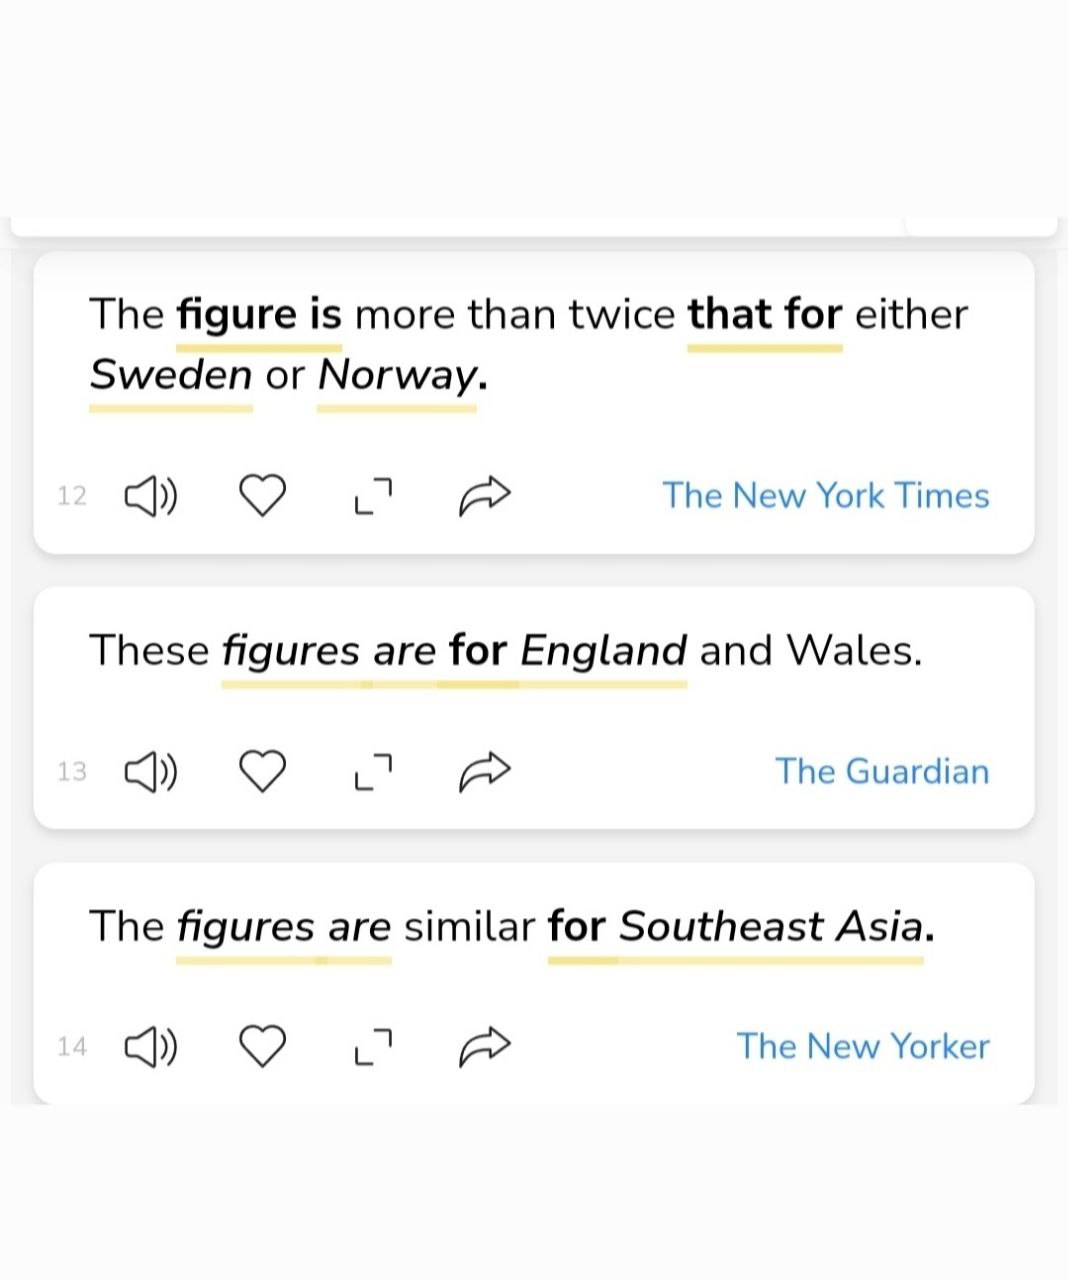 The figure is more than twice that for either
Sweden or Norway.
12
The New York Times
These figures are for England and Wales.
13
The Guardian
The figures are similar for Southeast Asia.
14
The New Yorker